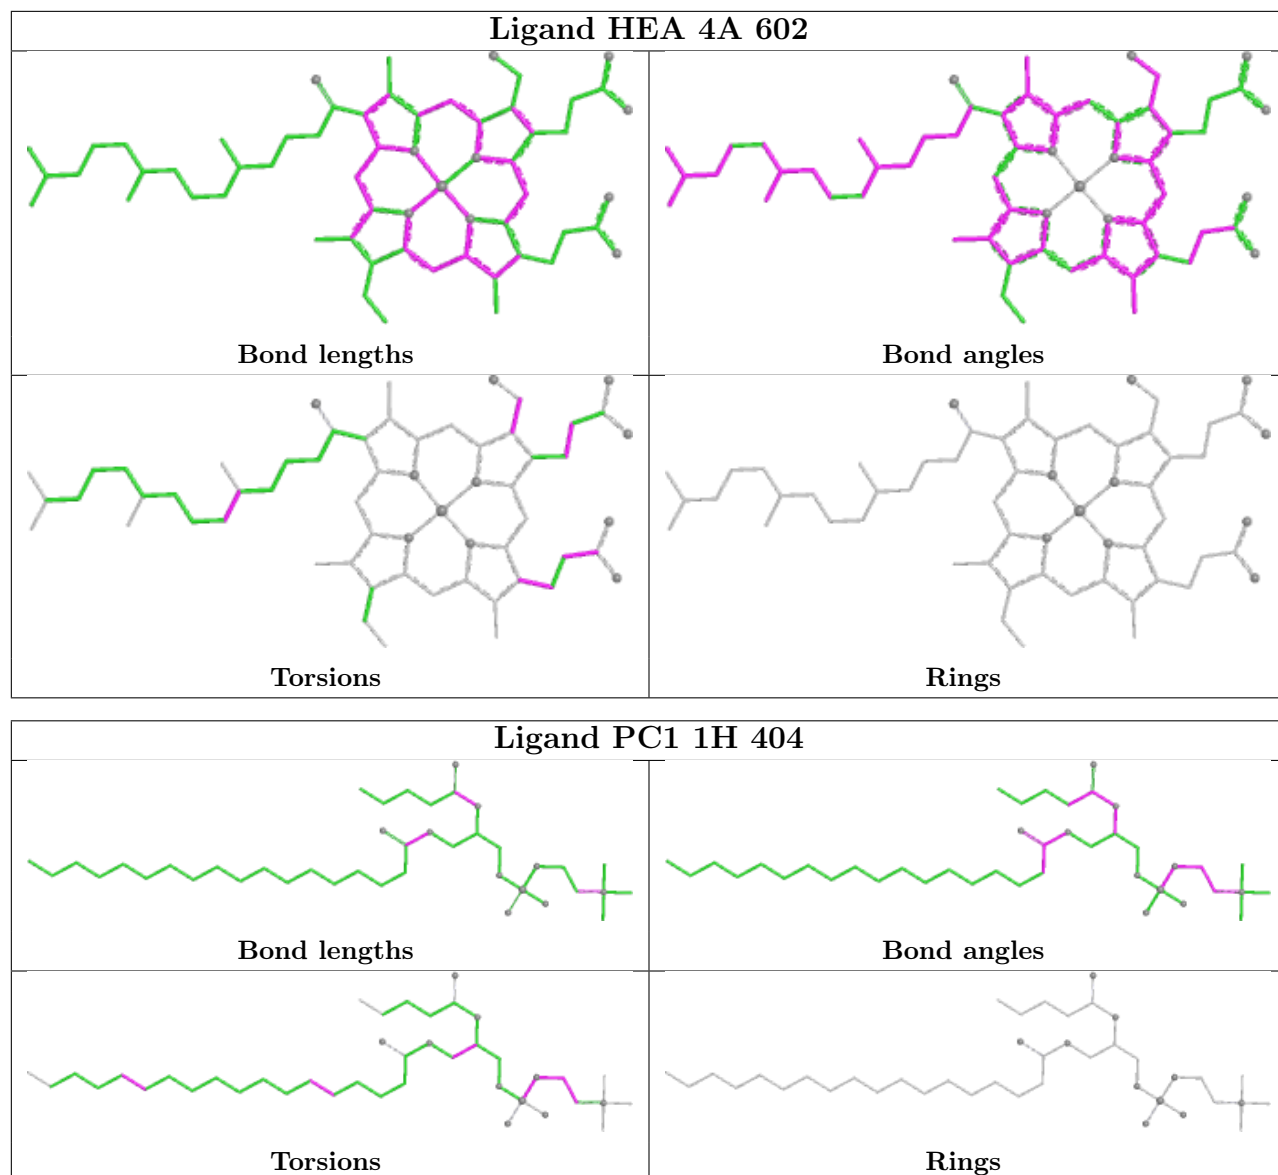 Ligand HEA 4A 602
Bond lengths
Bond angles
Torsions
Rings
Ligand PC1 1H 404
Bond lengths
Bond angles
Torsions
Rings